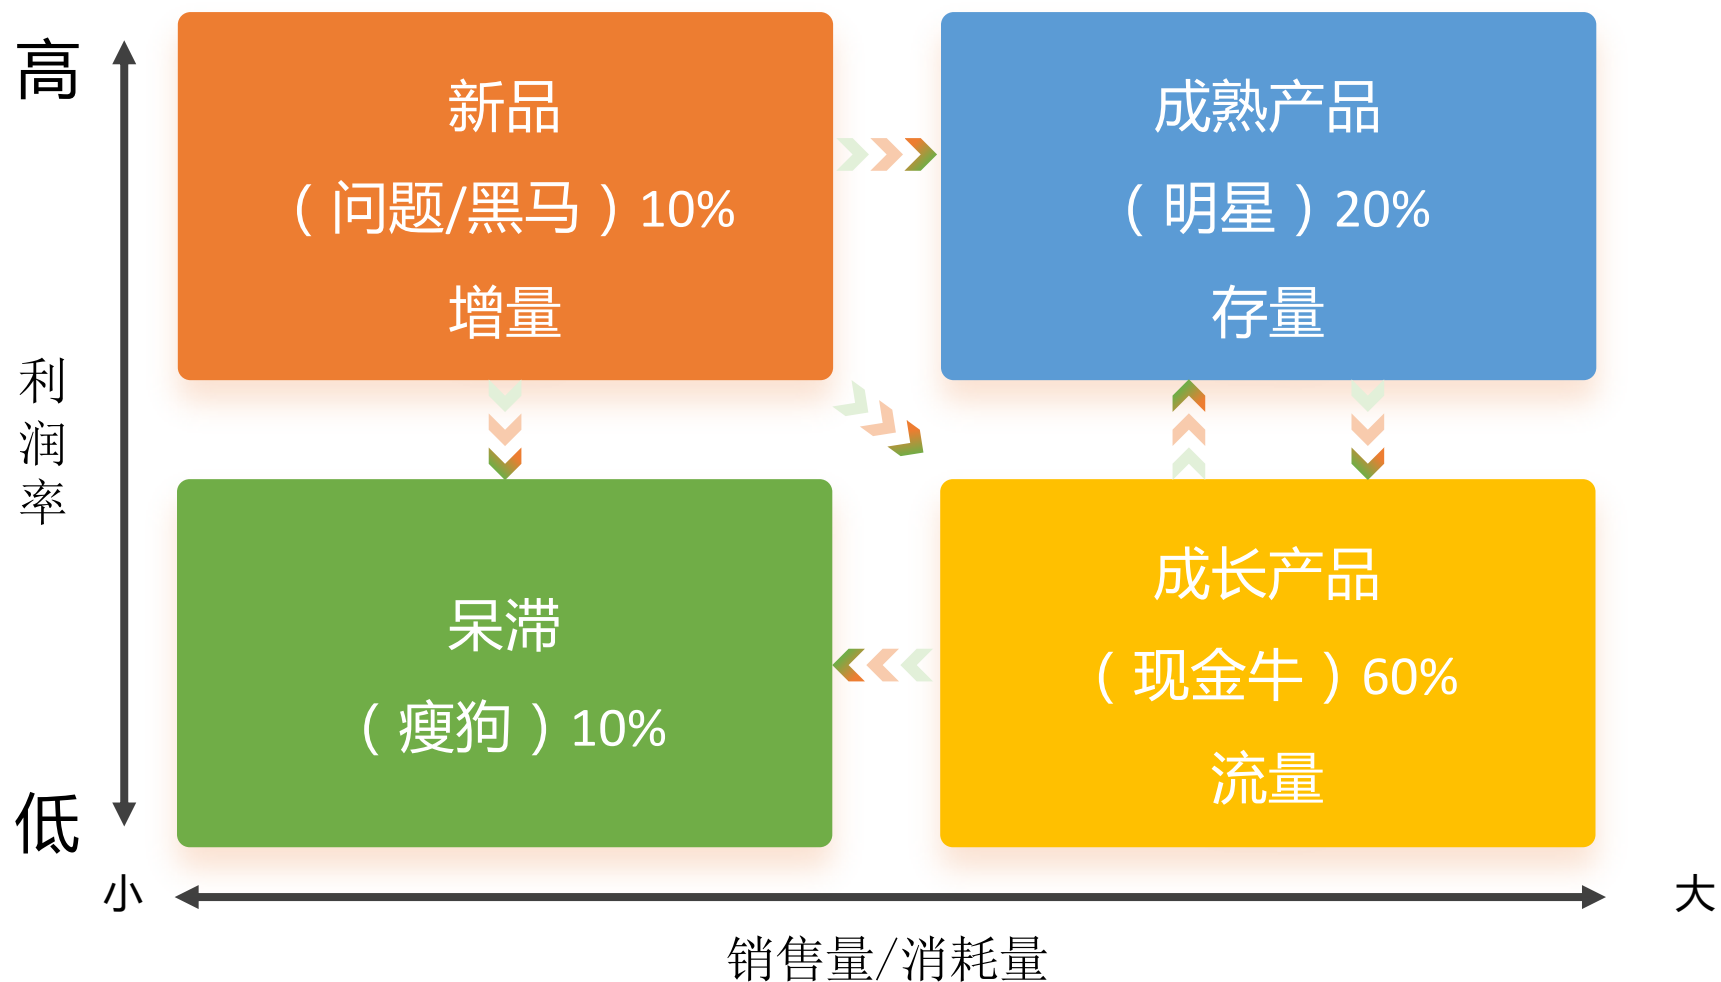 高
新品
（问题/黑马）10%
增量
成熟产品
（明星）20%
存量
利润率
呆滞
（瘦狗）10%
成长产品
（现金牛）60%
流量
低
小
大
销售量/消耗量